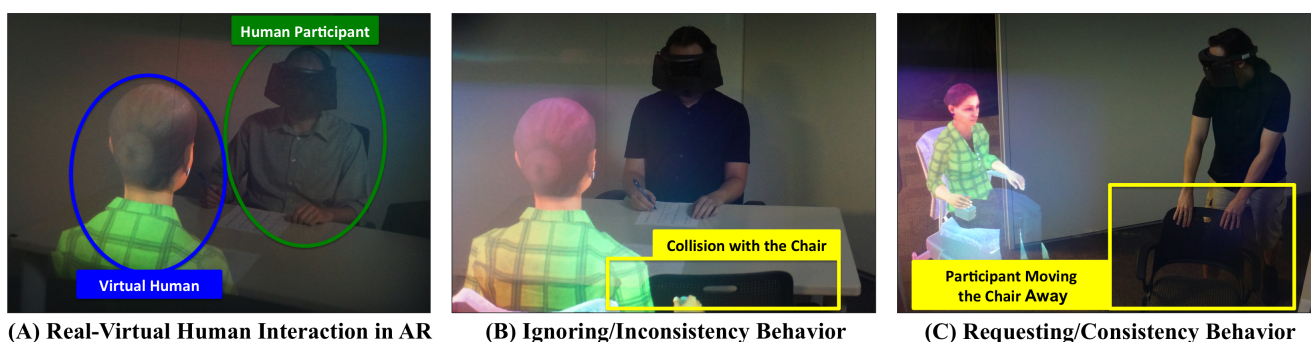 Human Participant
Virtual Human
(A) Real-Virtual Human Interaction in AR
Collision with the Chair
(B) Ignoring/Inconsistency Behavior
Participant Moving
the Chair Away
(C) Requesting/Consistency Behavior